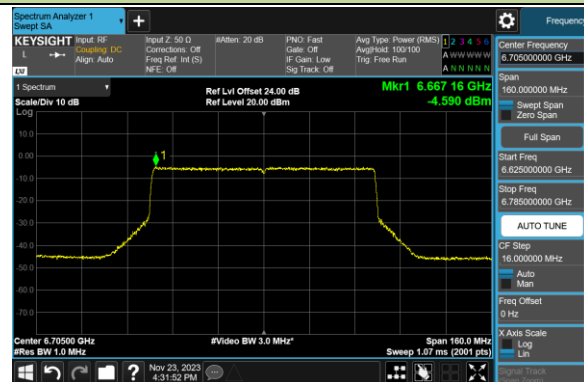 Spectrum Analyzer 1
Swept SA
Frequency
KEYSIGHT
L
LXI
Input: RF
Coupling: DC
Align: Auto
Input Z: 50 Ω
Corrections: Off
Freq Ref: Int (S)
NFE: Off
#Atten: 20 dB
PNO: Fast
Gate: Off
IF Gain: Low
Sig Track: Off
Avg Type: Power (RMS)
Avg|Hold: 100/100
Trig: Free Run
1 2 3 4 5 6
A W W W W W
A N N N N N
1 Spectrum
Scale/Div 10 dB
Log
Ref Lvl Offset 24.00 dB
Ref Level 20.00 dBm
Mkr1 6.667 16 GHz
-4.590 dBm
1
10.0
0.00
-10.0
-20.0
-30.0
-40.0
-50.0
-60.0
-70.0
Center 6.70500 GHz
#Res BW 1.0 MHz
#Video BW 3.0 MHz*
Span 160.0 MHz
Sweep 1.07 ms (2001 pts)
Nov 23, 2023
4:31:52 PM
Center Frequency
6.705000000 GHz
Span
160.000000 MHz
Swept Span
Zero Span
Full Span
Start Freq
6.625000000 GHz
Stop Freq
6.785000000 GHz
AUTO TUNE
CF Step
16.000000 MHz
Auto
Man
Freq Offset
0 Hz
X Axis Scale
Log
Lin
Signal Track